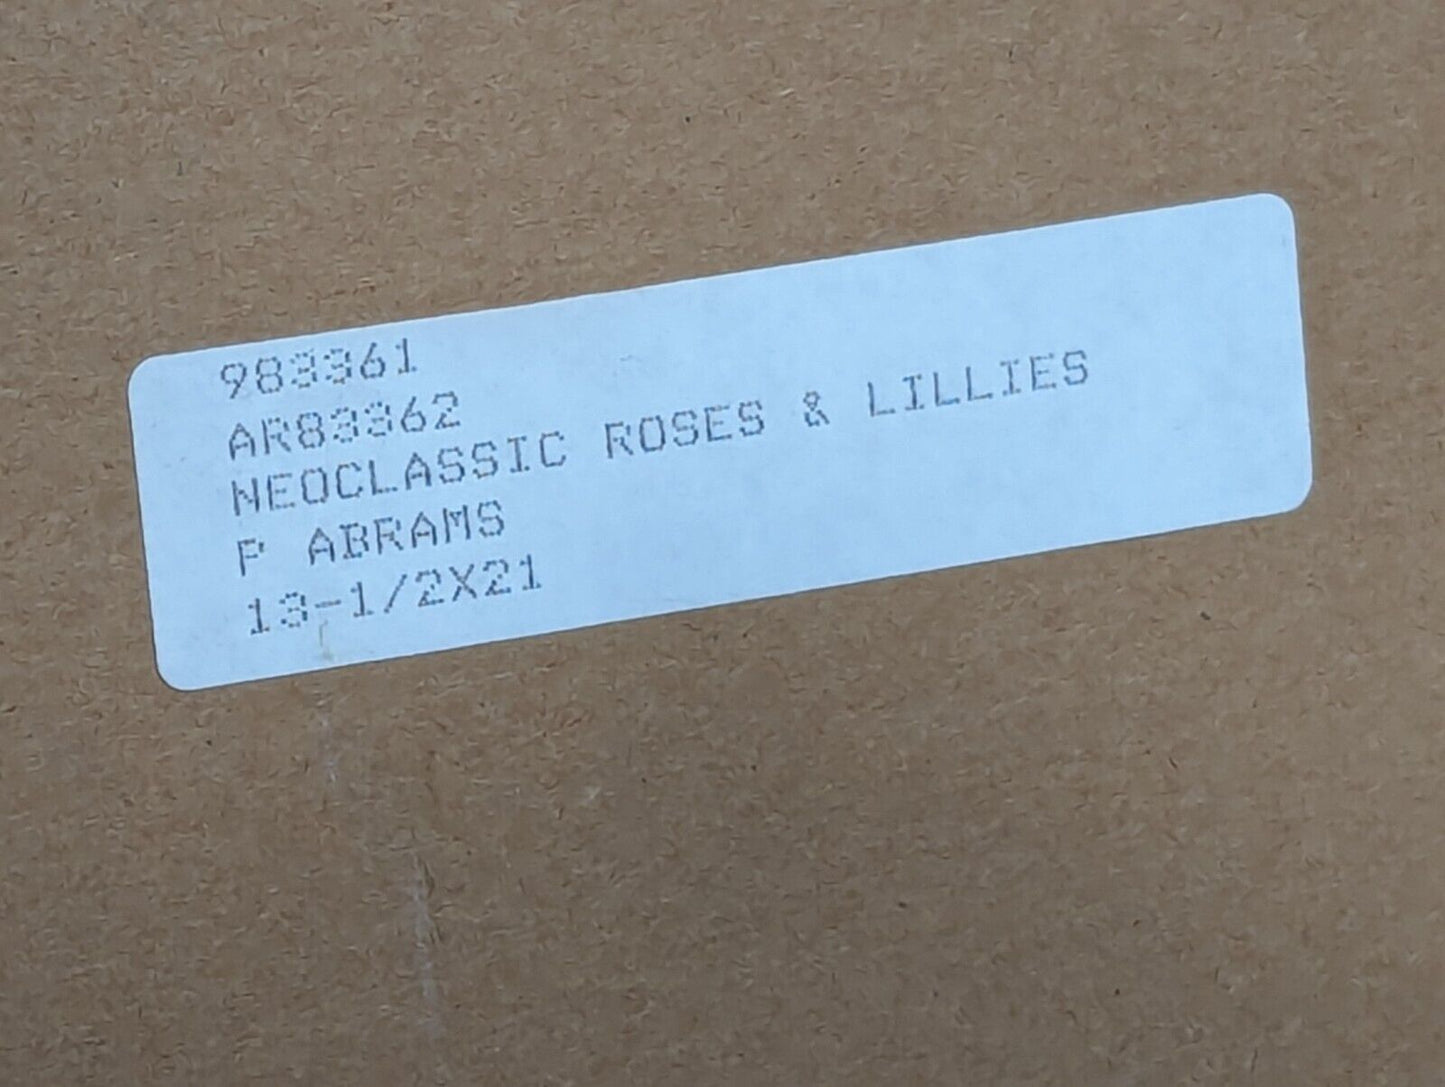 983361
AR83362
NEOCLASSIC ROSES & LILLIES
P ABRAMS
13-1/2X21